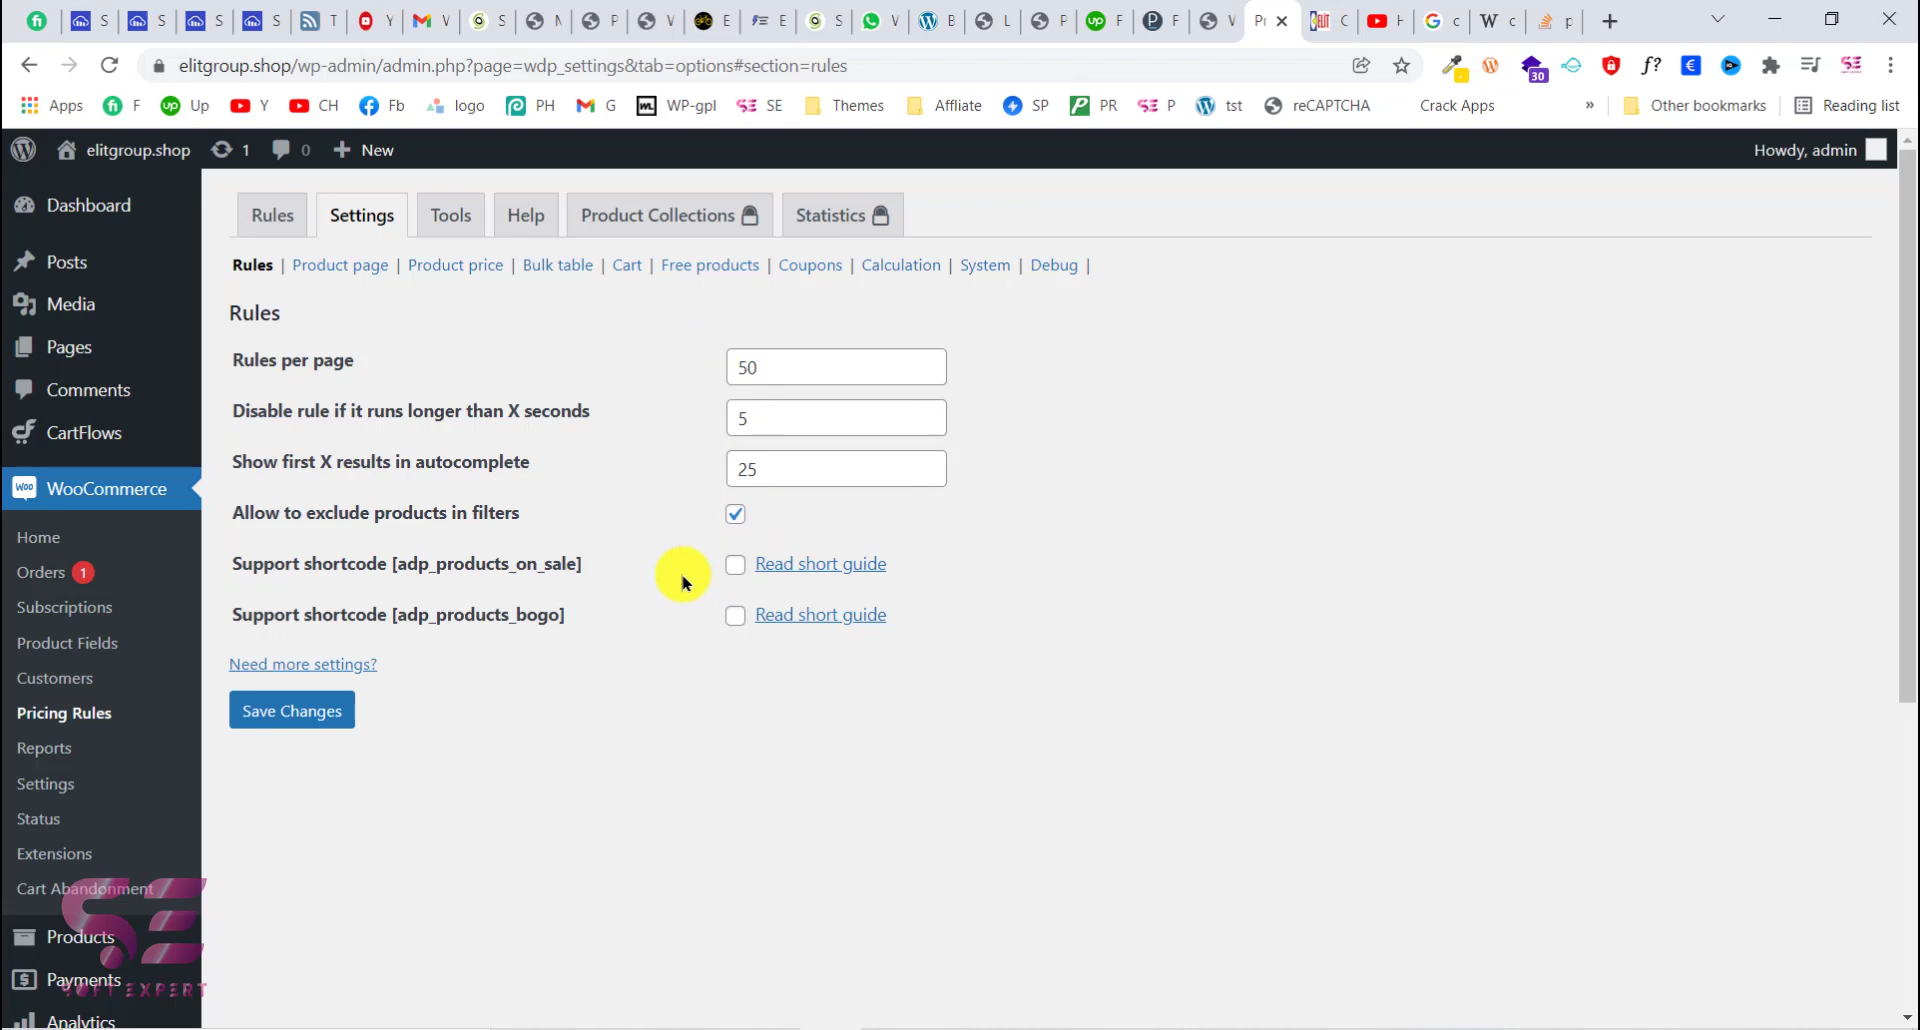 S S S S T Y V S N P V E E S V B L P F F V Pr C H c c p
elitgroup.shop/wp-admin/admin.php?page=wdp_settings&tab=options#section=rules
30 f?
Apps F Up Y CH Fb logo PH G WP-gpl SE Themes Affliate SP PR P tst reCAPTCHA Crack Apps » Other bookmarks Reading list
elitgroup.shop 1 0 New Howdy, admin
Dashboard
Posts
Media
Pages
Comments
CartFlows
WooCommerce
Home
Orders 1
Subscriptions
Product Fields
Customers
Pricing Rules
Reports
Settings
Status
Extensions
Cart Abandonment
Products
Payments
Analytics
SOFT EXPERT
Rules Settings Tools Help Product Collections Statistics
Rules | Product page | Product price | Bulk table | Cart | Free products | Coupons | Calculation | System | Debug |
Rules
Rules per page 50
Disable rule if it runs longer than X seconds 5
Show first X results in autocomplete 25
Allow to exclude products in filters
Support shortcode [adp_products_on_sale] Read short guide
Support shortcode [adp_products_bogo] Read short guide
Need more settings?
Save Changes